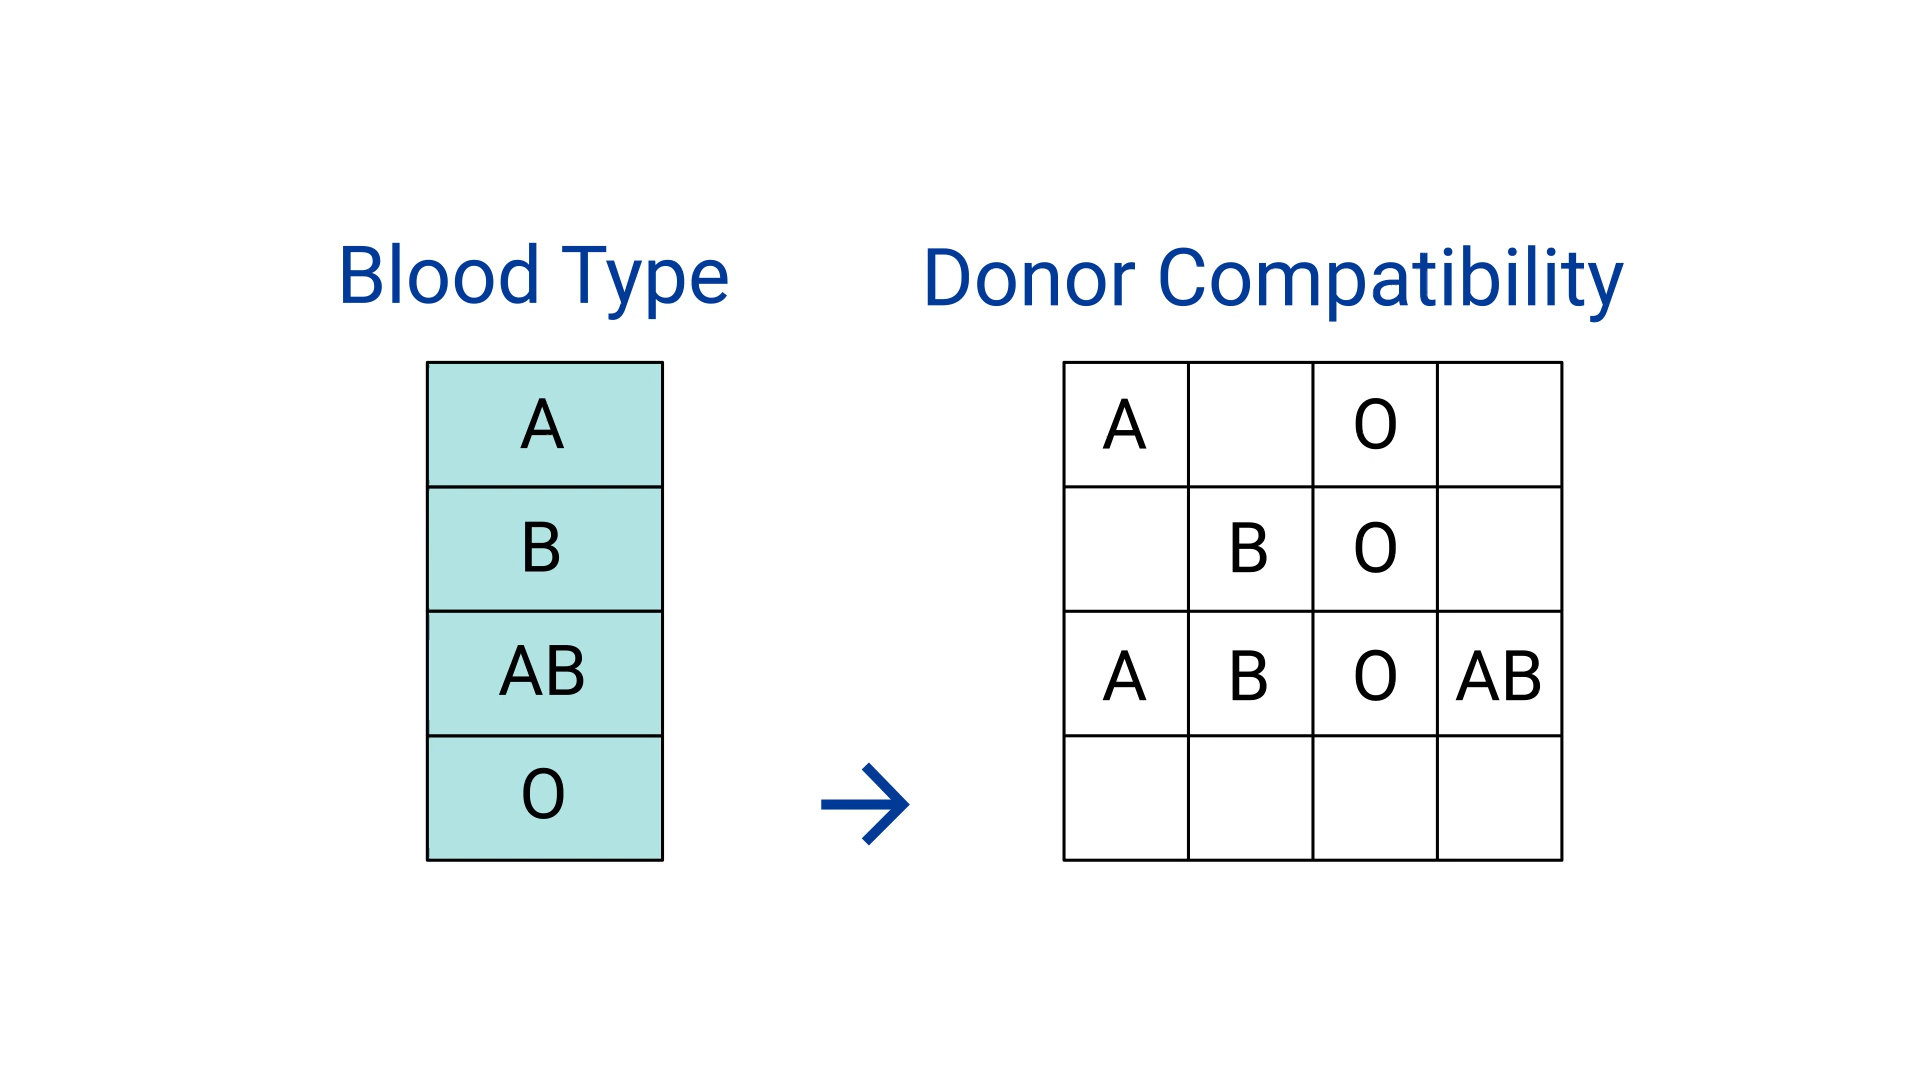 Blood Type Donor Compatibility
A A O
B B O
AB A B O AB
O